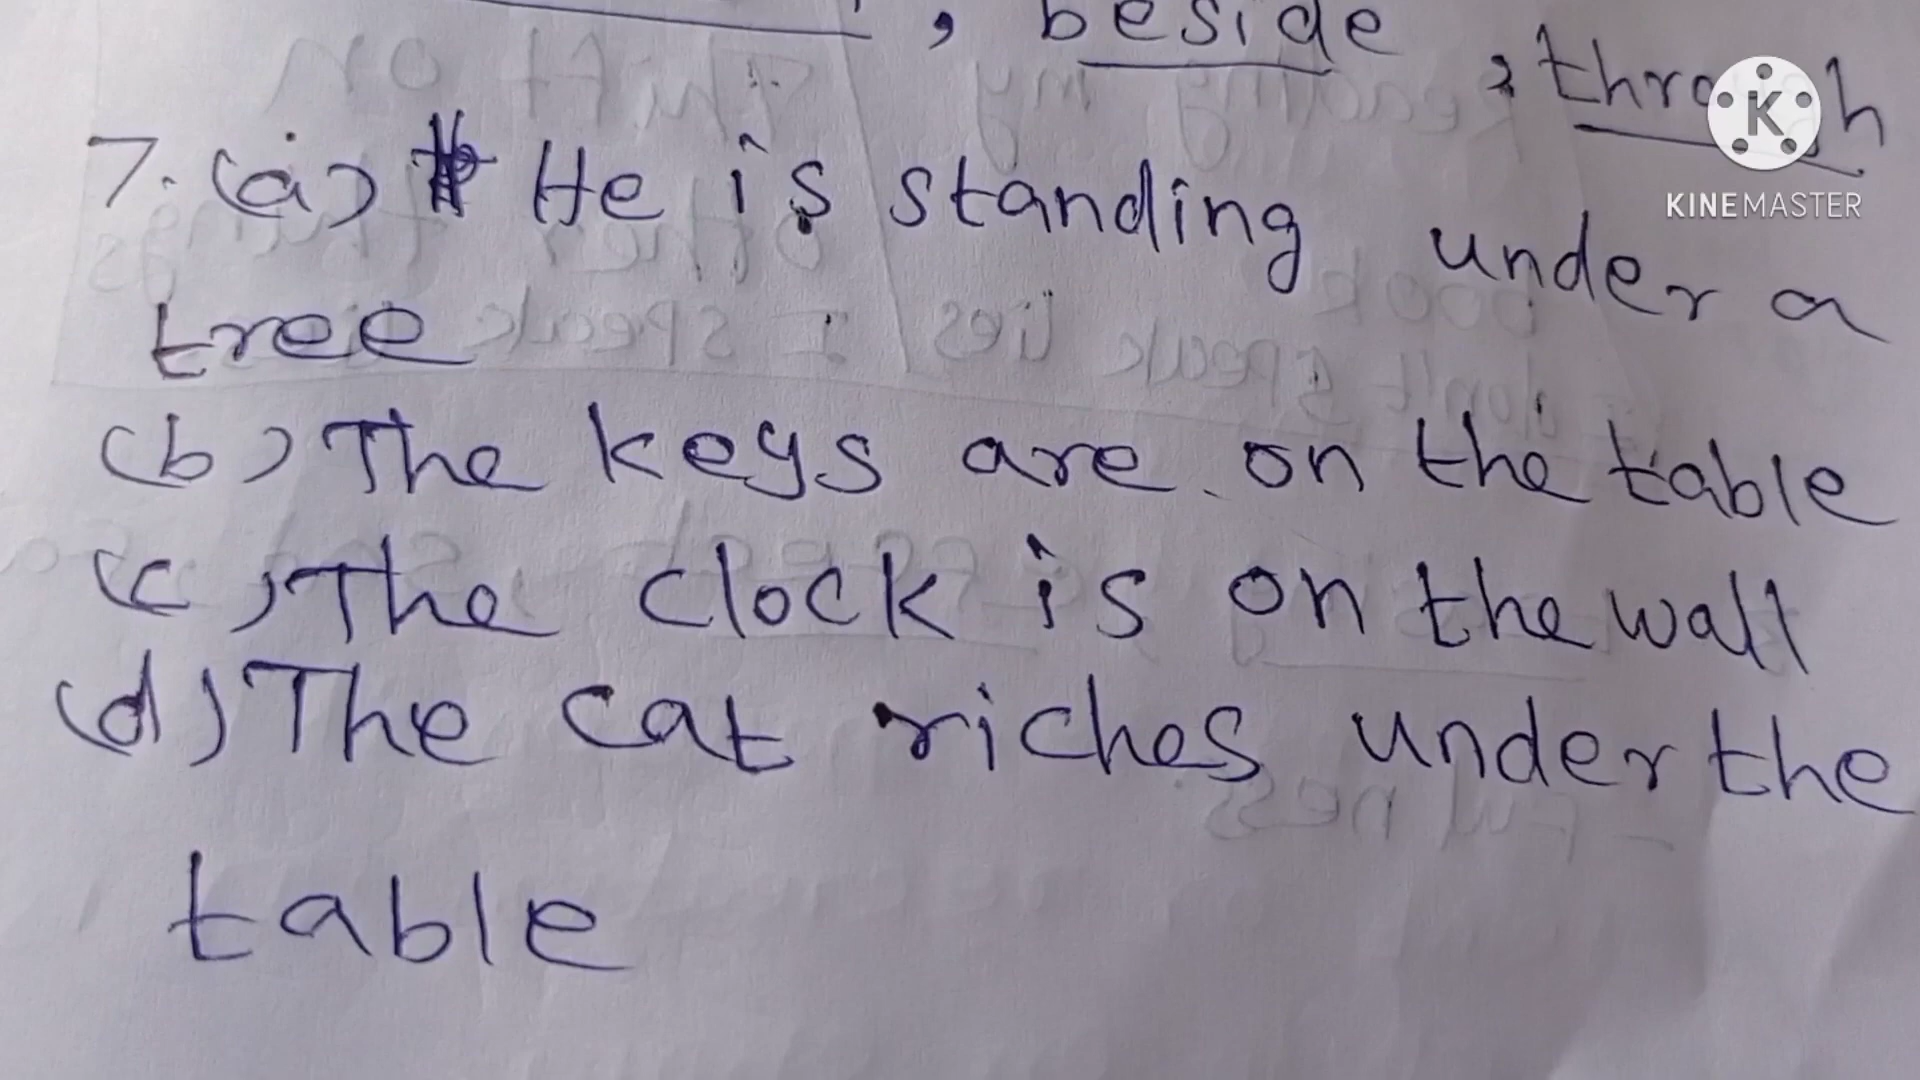 , beside, through
7. (a) He is standing under a
tree
(b) The keys are on the table
(c) The clock is on the wall
(d) The cat riches under the
table
K
KINEMASTER